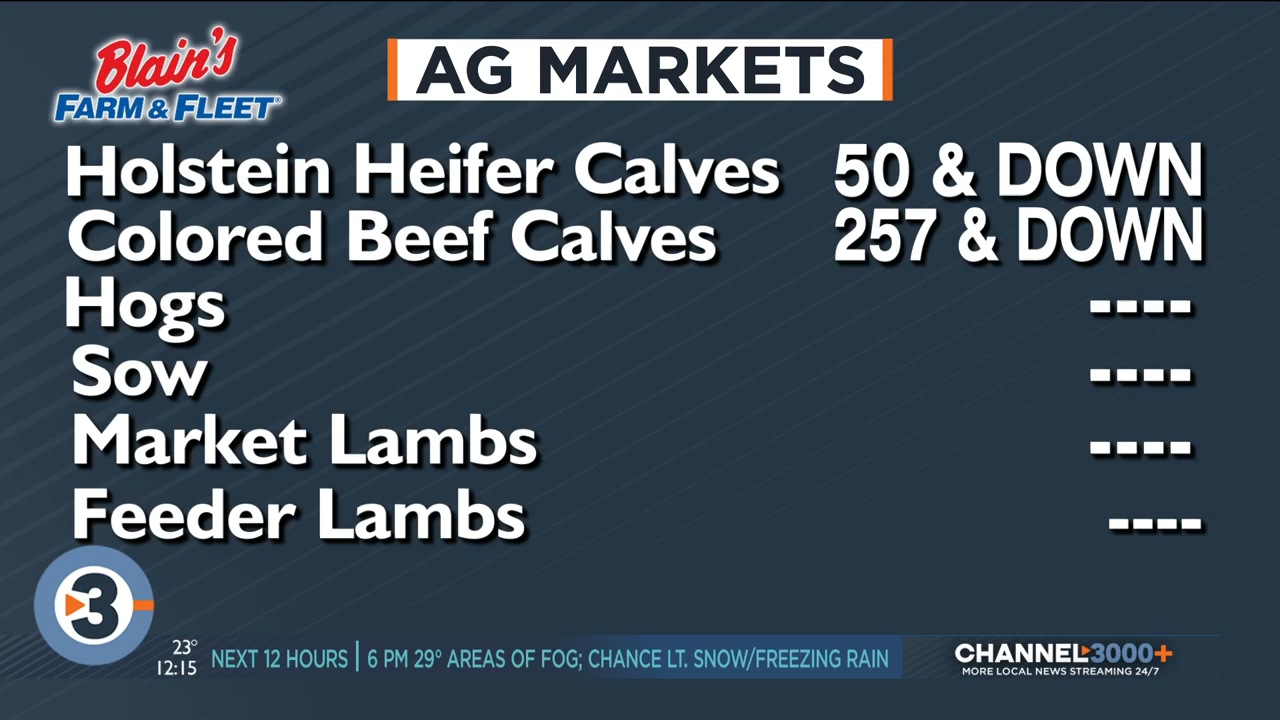 Blain's
FARM & FLEET®
AG MARKETS
Holstein Heifer Calves 50 & DOWN
Colored Beef Calves 257 & DOWN
Hogs ----
Sow ----
Market Lambs ----
Feeder Lambs ----
3
23°
12:15
NEXT 12 HOURS | 6 PM 29° AREAS OF FOG; CHANCE LT. SNOW/FREEZING RAIN
CHANNEL3000+
MORE LOCAL NEWS STREAMING 24/7